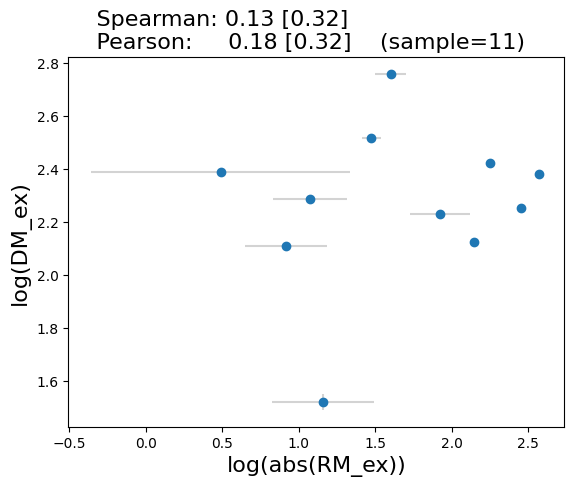 Spearman: 0.13 [0.32]
Pearson: 0.18 [0.32] (sample=11)
2.8
2.6
2.4
2.2
2.0
1.8
1.6
log(DM_ex)
−0.5 0.0 0.5 1.0 1.5 2.0 2.5
log(abs(RM_ex))